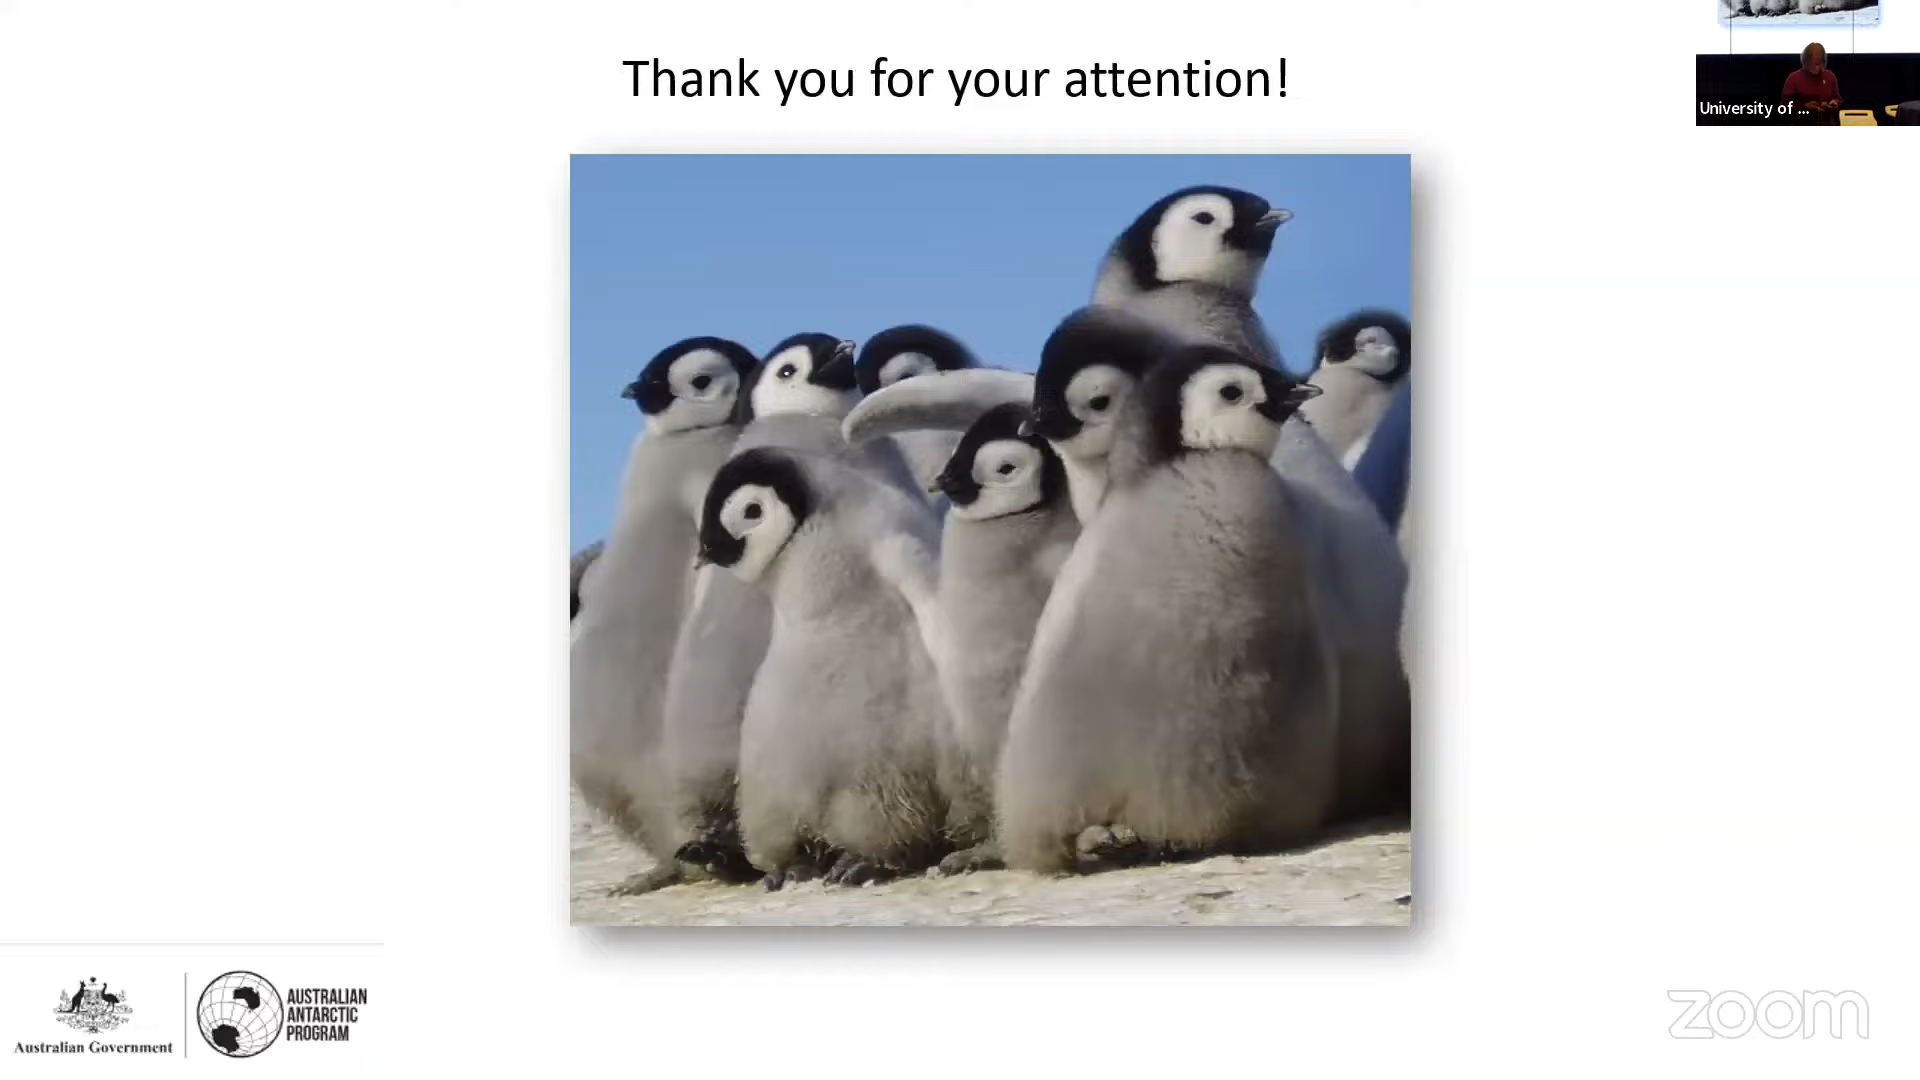 Thank you for your attention!
University of ...
Australian Government
AUSTRALIAN
ANTARCTIC
PROGRAM
zoom